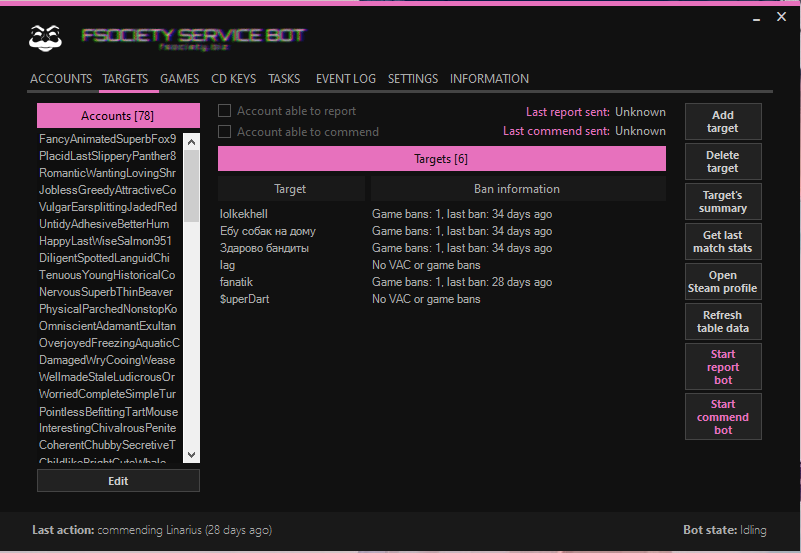 FSOCIETY SERVICE BOT
fsociety.biz
ACCOUNTS TARGETS GAMES CD KEYS TASKS EVENT LOG SETTINGS INFORMATION
Accounts [78]
FancyAnimatedSuperbFox9
PlacidLastSlipperyPanther8
RomanticWantingLovingShr
JoblessGreedyAttractiveCo
VulgarEarsplittingJadedRed
UntidyAdhesiveBetterHum
HappyLastWiseSalmon951
DiligentSpottedLanguidChi
TenuousYoungHistoricalCo
NervousSuperbThinBeaver
PhysicalParchedNonstopKo
OmniscientAdamantExultan
OverjoyedFreezingAquaticC
DamagedWryCooingWease
WellmadeStaleLudicrousOr
WorriedCompleteSimpleTur
PointlessBefittingTartMouse
InterestingChivalrousPenite
CoherentChubbySecretiveT
ChildlikeBrightCuteWhale
Edit
Account able to report
Account able to commend
Last report sent: Unknown
Last commend sent: Unknown
Targets [6]
Target Ban information
lolkekhell Game bans: 1, last ban: 34 days ago
Ебу собак на дому Game bans: 1, last ban: 34 days ago
Здарово бандиты Game bans: 1, last ban: 34 days ago
lag No VAC or game bans
fanatik Game bans: 1, last ban: 28 days ago
$uperDart No VAC or game bans
Add
target
Delete
target
Target's
summary
Get last
match stats
Open
Steam profile
Refresh
table data
Start
report
bot
Start
commend
bot
Last action: commending Linarius (28 days ago)
Bot state: Idling